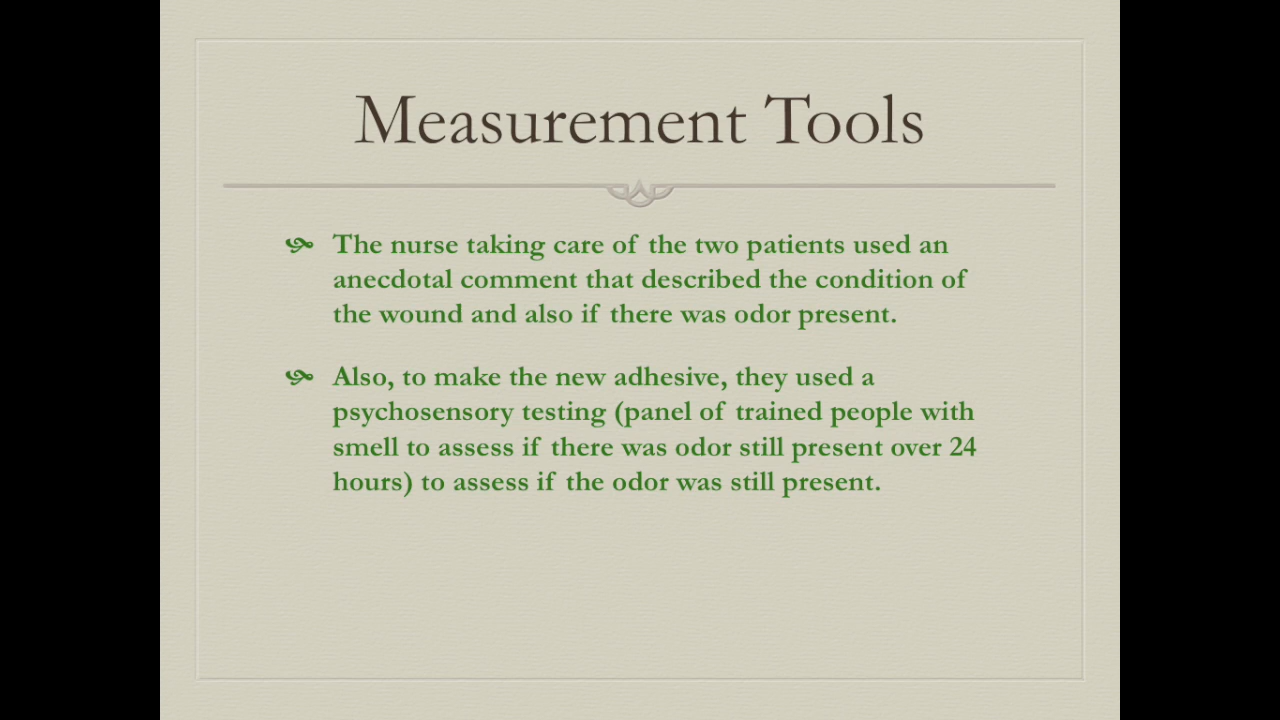 Measurement Tools
The nurse taking care of the two patients used an
anecdotal comment that described the condition of
the wound and also if there was odor present.
Also, to make the new adhesive, they used a
psychosensory testing (panel of trained people with
smell to assess if there was odor still present over 24
hours) to assess if the odor was still present.